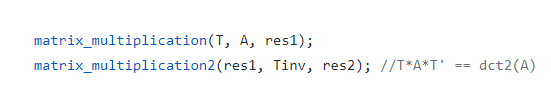 matrix_multiplication(T, A, res1);
matrix_multiplication2(res1, Tinv, res2); //T*A*T' == dct2(A)